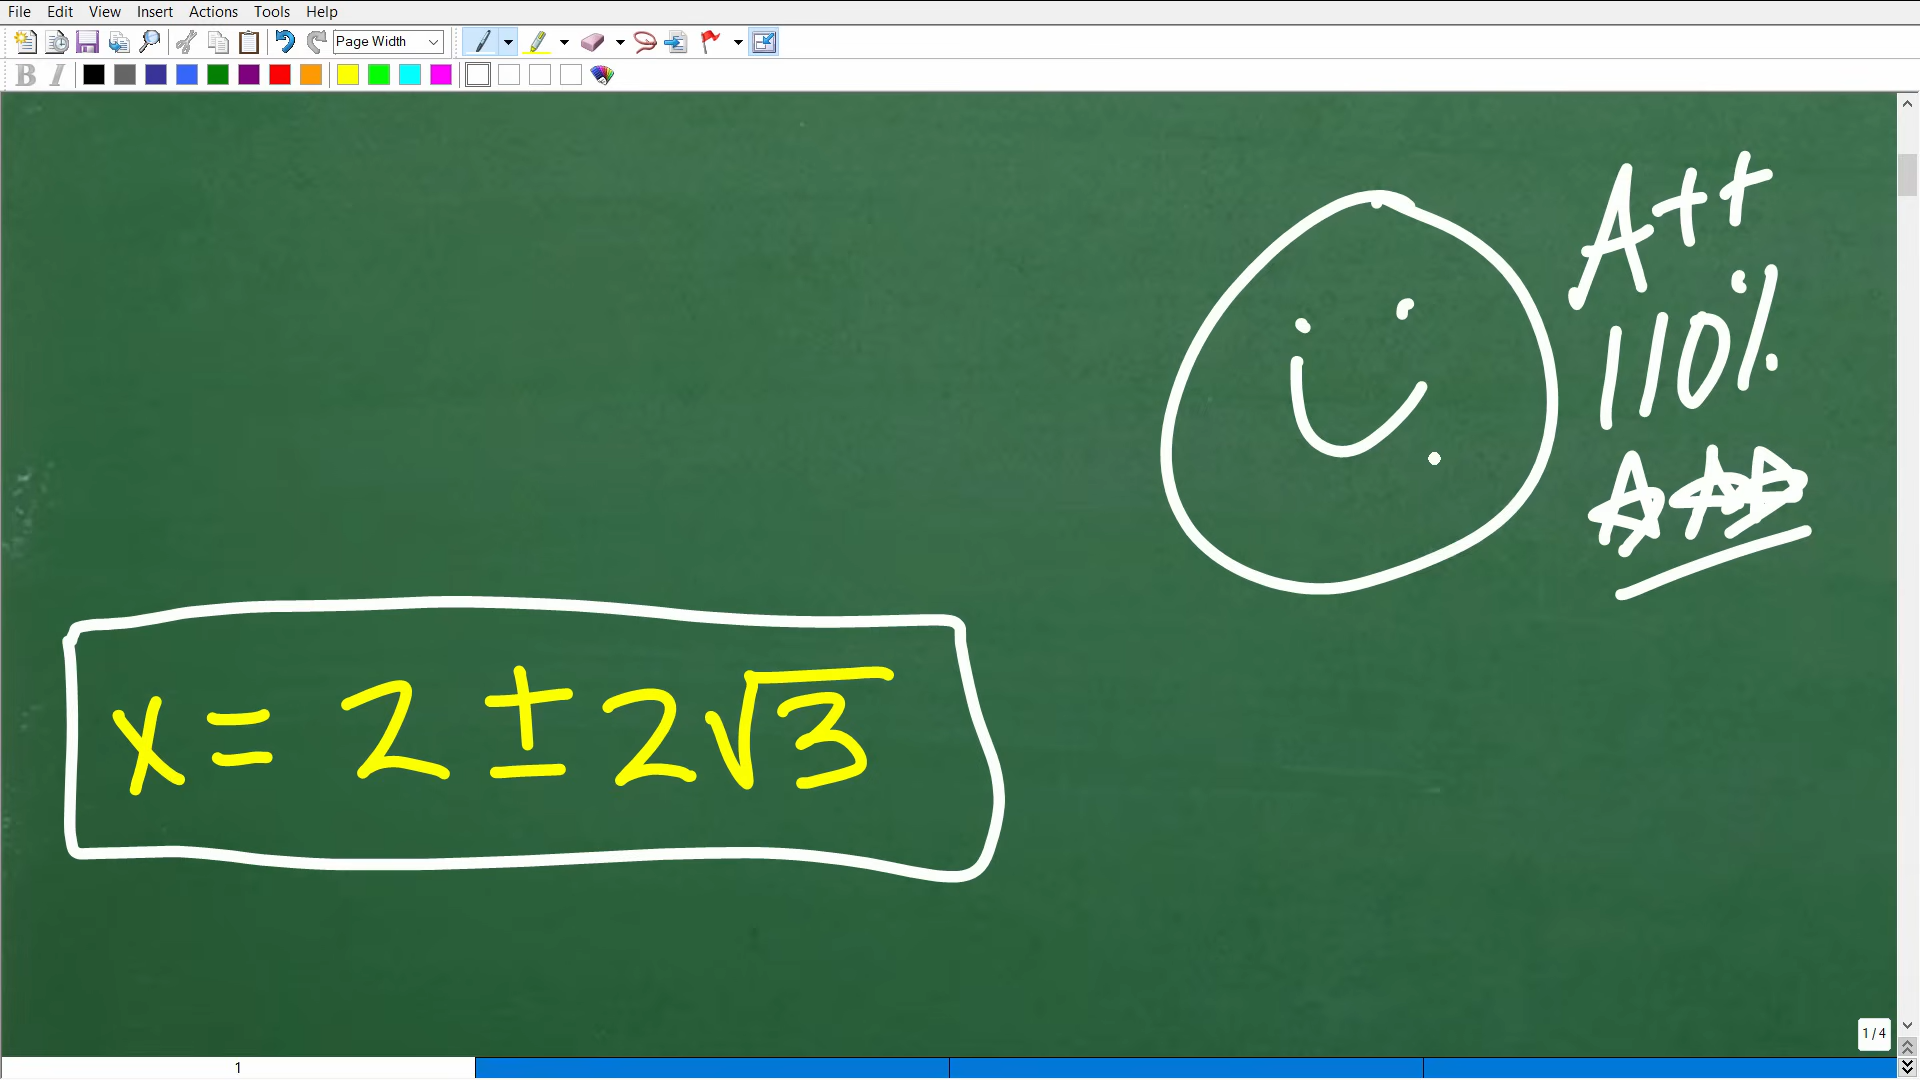 File Edit View Insert Actions Tools Help
Page Width
B I
A++
110%
x = 2 ± 2√3
1 / 4
1